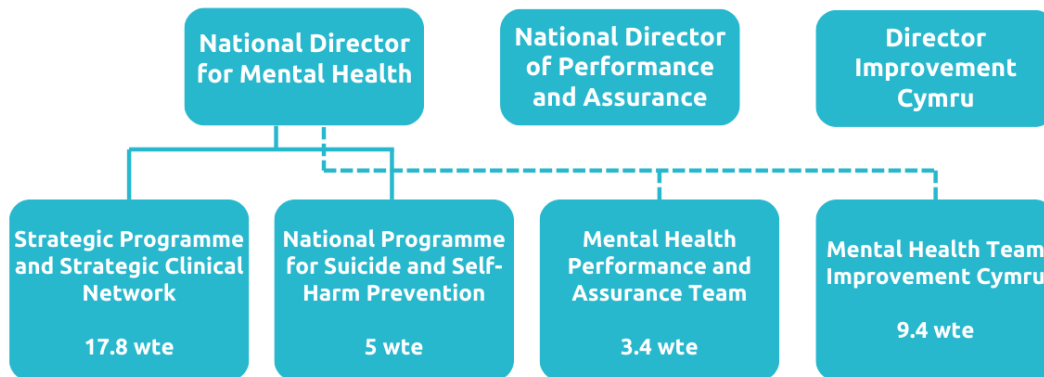 National Director
for Mental Health
National Director
of Performance
and Assurance
Director
Improvement
Cymru
Strategic Programme
and Strategic Clinical
Network
17.8 wte
National Programme
for Suicide and Self-
Harm Prevention
5 wte
Mental Health
Performance and
Assurance Team
3.4 wte
Mental Health Team
Improvement Cymru
9.4 wte